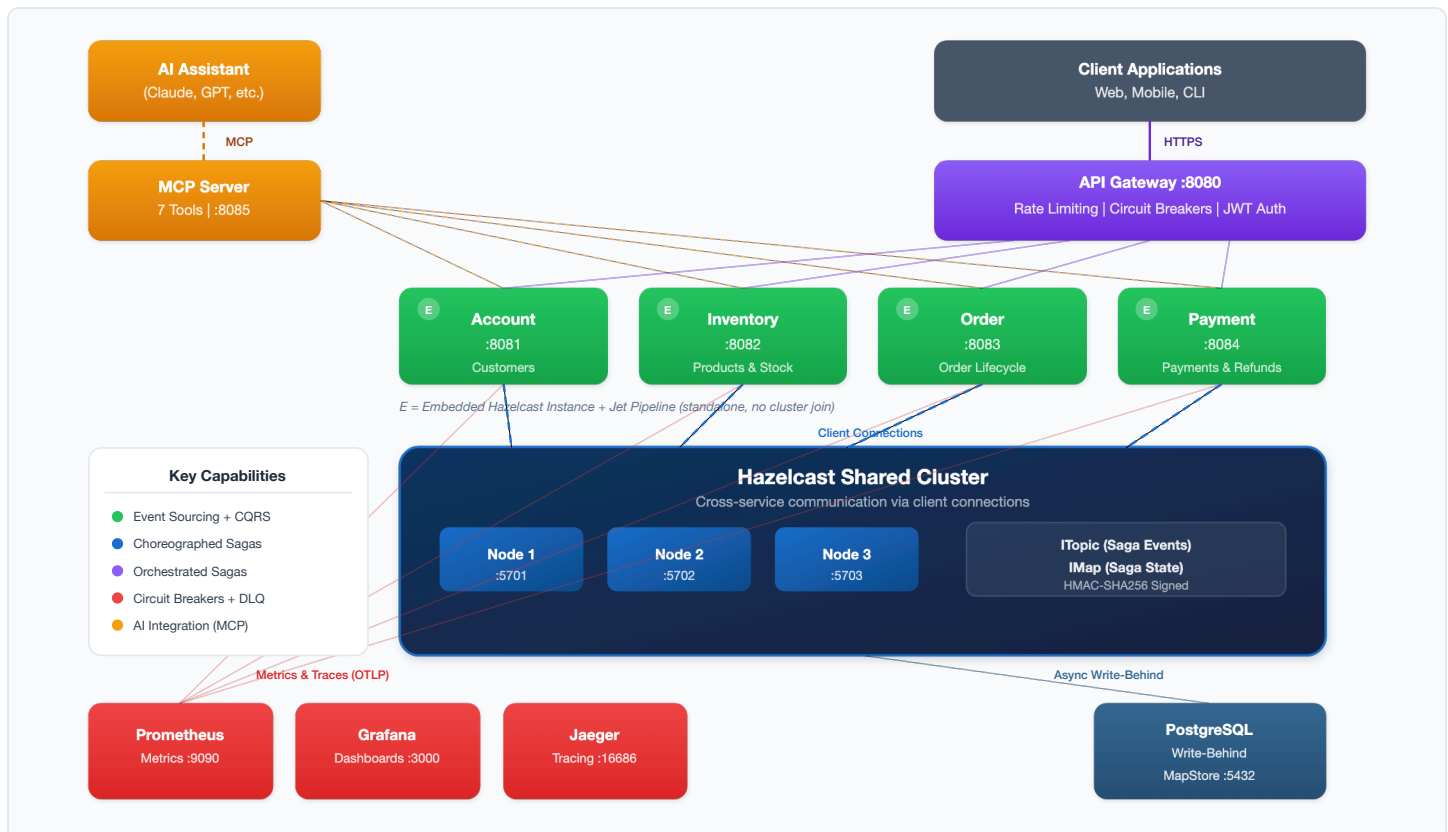 AI Assistant
(Claude, GPT, etc.)
Client Applications
Web, Mobile, CLI
MCP
HTTPS
MCP Server
7 Tools | :8085
API Gateway :8080
Rate Limiting | Circuit Breakers | JWT Auth
E
Account
:8081
Customers
E
Inventory
:8082
Products & Stock
E
Order
:8083
Order Lifecycle
E
Payment
:8084
Payments & Refunds
E = Embedded Hazelcast Instance + Jet Pipeline (standalone, no cluster join)
Client Connections
Key Capabilities
Event Sourcing + CQRS
Choreographed Sagas
Orchestrated Sagas
Circuit Breakers + DLQ
AI Integration (MCP)
Hazelcast Shared Cluster
Cross-service communication via client connections
Node 1
:5701
Node 2
:5702
Node 3
:5703
ITopic (Saga Events)
IMap (Saga State)
HMAC-SHA256 Signed
Metrics & Traces (OTLP)
Async Write-Behind
Prometheus
Metrics :9090
Grafana
Dashboards :3000
Jaeger
Tracing :16686
PostgreSQL
Write-Behind
MapStore :5432